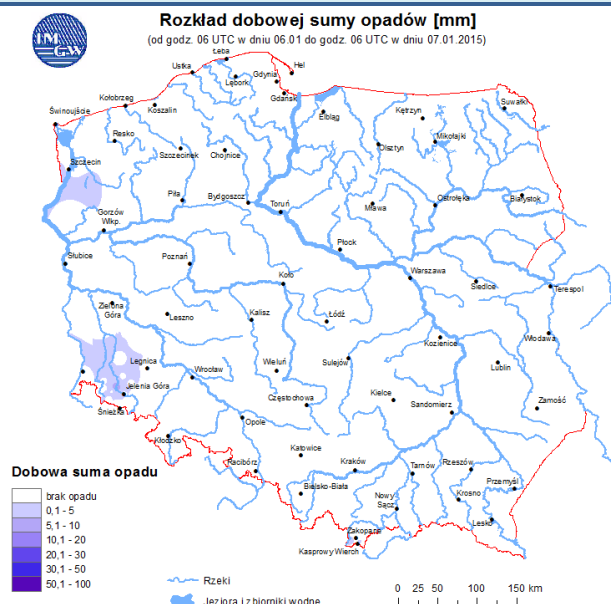 IM
GW
Rozkład dobowej sumy opadów [mm]
(od godz. 06 UTC w dniu 06.01 do godz. 06 UTC w dniu 07.01.2015)
Łeba
Ustka
Hel
Lębork
Gdynia
Gdańsk
Kołobrzeg
Koszalin
Świnoujście
Elbląg
Kętrzyn
Suwałki
Resko
Szczecinek
Chojnice
Olsztyn
Mikołajki
Szczecin
Piła
Bydgoszcz
Toruń
Mława
Ostrołęka
Białystok
Gorzów
Wlkp.
Płock
Słubice
Poznań
Koło
Warszawa
Siedlce
Terespol
Zielona
Góra
Leszno
Kalisz
Łódź
Kozienice
Włodawa
Legnica
Wrocław
Wieluń
Sulejów
Lublin
Jelenia Góra
Śnieżka
Częstochowa
Kielce
Sandomierz
Zamość
Kłodzko
Opole
Katowice
Racibórz
Kraków
Tarnów
Rzeszów
Przemyśl
Bielsko-Biała
Nowy
Sącz
Krosno
Lesko
Zakopane
Kasprowy Wierch
Dobowa suma opadu
brak opadu
0,1 - 5
5,1 - 10
10,1 - 20
20,1 - 30
30,1 - 50
50,1 - 100
Rzeki
Jeziora i zbiorniki wodne
0 25 50 100 150 km